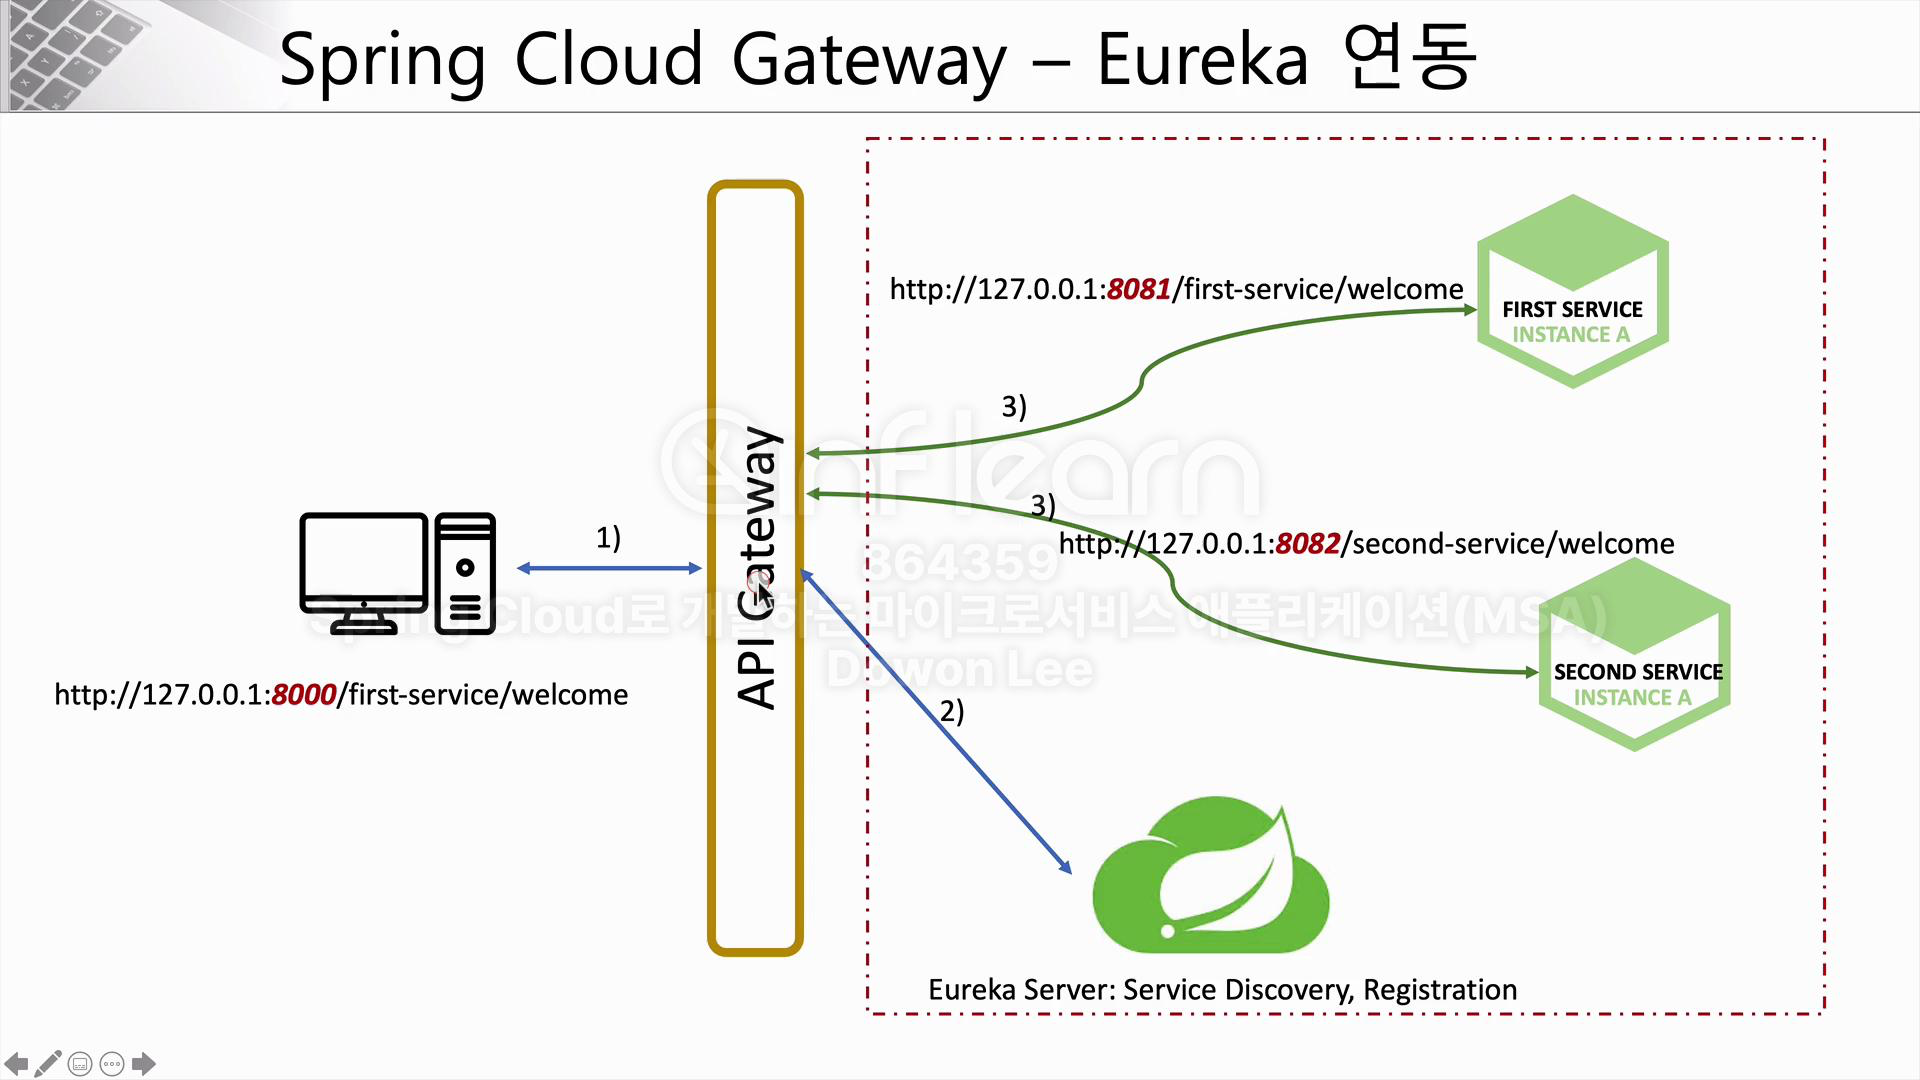 Spring Cloud Gateway – Eureka 연동
http://127.0.0.1:8081/first-service/welcome
FIRST SERVICE
INSTANCE A
3)
API Gateway
3)
http://127.0.0.1:8082/second-service/welcome
1)
SECOND SERVICE
INSTANCE A
http://127.0.0.1:8000/first-service/welcome
2)
Eureka Server: Service Discovery, Registration
inflearn
864359
Spring Cloud로 개발하는 마이크로서비스 애플리케이션(MSA)
Dowon Lee